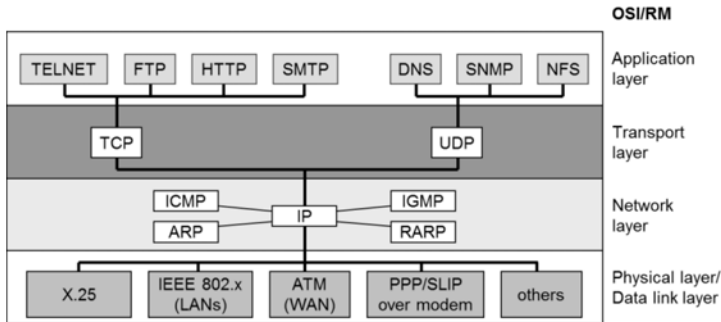 OSI/RM
TELNET FTP HTTP SMTP DNS SNMP NFS
Application
layer
TCP UDP
Transport
layer
ICMP IGMP
IP
ARP RARP
Network
layer
X.25
IEEE 802.x
(LANs)
ATM
(WAN)
PPP/SLIP
over modem
others
Physical layer/
Data link layer